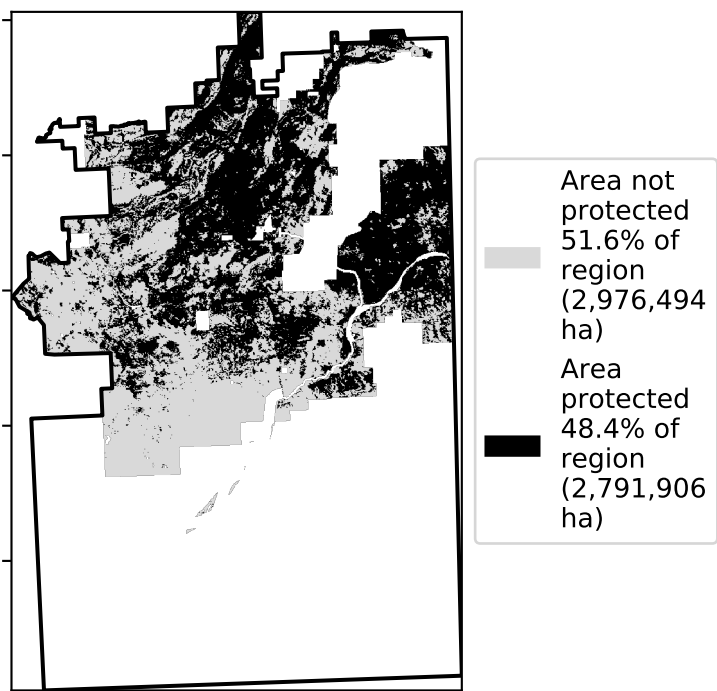 Area not
protected
51.6% of
region
(2,976,494
ha)
Area
protected
48.4% of
region
(2,791,906
ha)